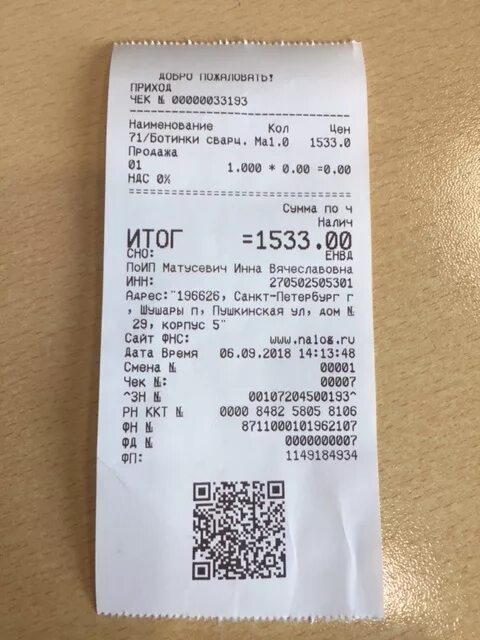 ДОБРО ПОЖАЛОВАТЬ!
ПРИХОД
ЧЕК № 00000033193
Наименование Кол Цен
71/Ботинки сварц. Ма1.0 1533.0
Продажа
01 1.000 * 0.00 =0.00
НДС 0%
Сумма по ч
Налич
ИТОГ =1533.00
СНО: ЕНВД
ПоИП Матусевич Инна Вячеславовна
ИНН: 270502505301
Адрес:"196626, Санкт-Петербург г
, Шушары п, Пушкинская ул, дом №
29, корпус 5"
Сайт ФНС: www.nalog.ru
Дата Время 06.09.2018 14:13:48
Смена № 00001
Чек №: 00007
^ЗН № 00107204500193^
РН ККТ № 0000 8482 5805 8106
ФН № 8711000101962107
ФД № 0000000007
ФП: 1149184934